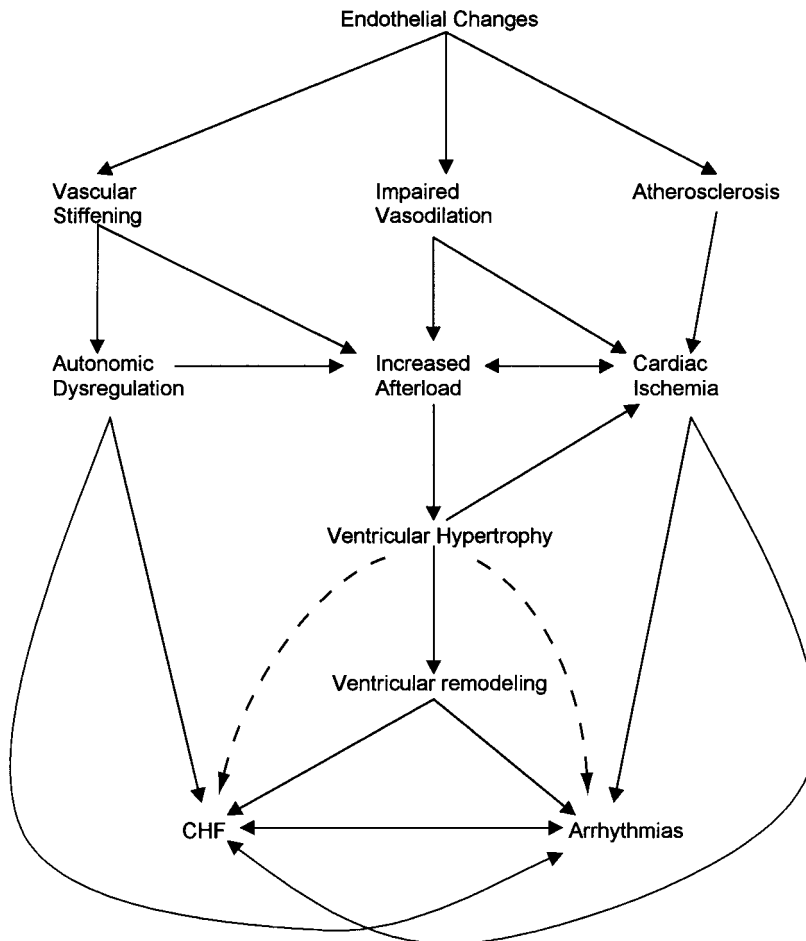 Endothelial Changes
Vascular
Stiffening
Impaired
Vasodilation
Atherosclerosis
Autonomic
Dysregulation
Increased
Afterload
Cardiac
Ischemia
Ventricular Hypertrophy
Ventricular remodeling
CHF
Arrhythmias